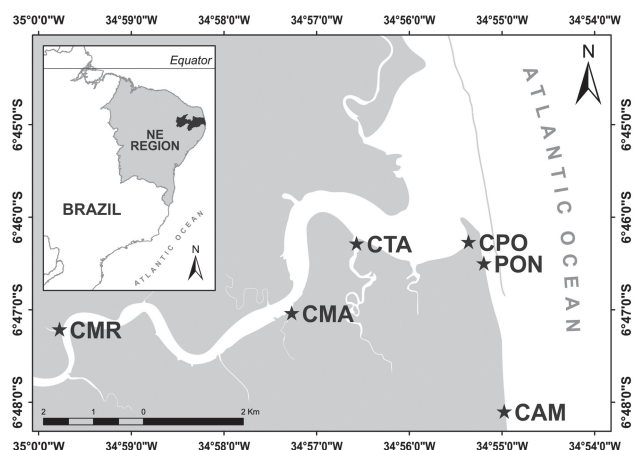 35°00'0"W 34°59'0"W 34°58'0"W 34°57'0"W 34°56'0"W 34°55'0"W 34°54'0"W
Equator
NE
REGION
BRAZIL
ATLANTIC OCEAN
N
N
ATLANTIC OCEAN
6°45'0"S
6°46'0"S
6°47'0"S
6°48'0"S
6°45'0"S
6°46'0"S
6°47'0"S
6°48'0"S
CTA
CPO
PON
CMA
CMR
CAM
2 1 0 2 Km
35°00'0"W 34°59'0"W 34°58'0"W 34°57'0"W 34°56'0"W 34°55'0"W 34°54'0"W